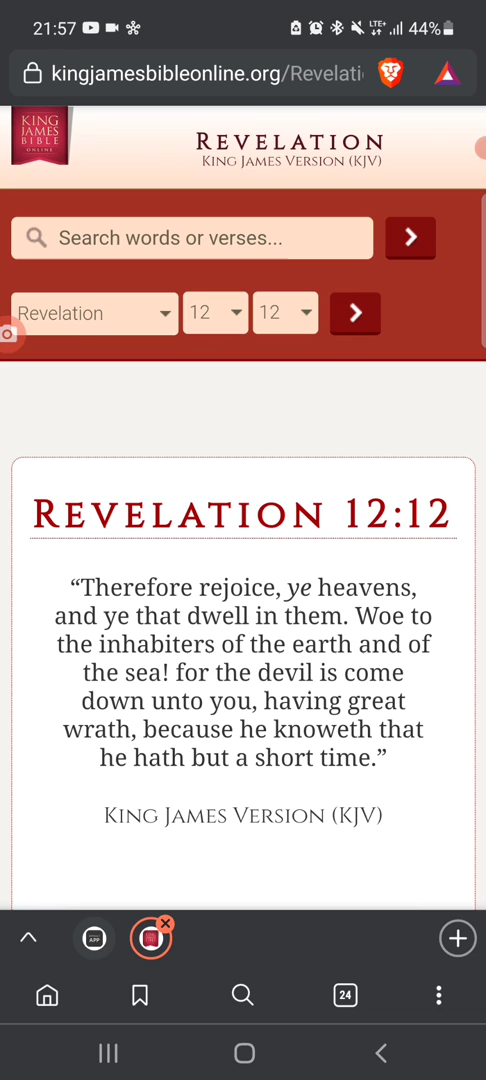 21:57 LTE+ 44%
kingjamesbibleonline.org/Revelati
KING
JAMES
BIBLE
ONLINE
REVELATION
KING JAMES VERSION (KJV)
Search words or verses...
Revelation 12 12
REVELATION 12:12
“Therefore rejoice, ye heavens,
and ye that dwell in them. Woe to
the inhabiters of the earth and of
the sea! for the devil is come
down unto you, having great
wrath, because he knoweth that
he hath but a short time.”
KING JAMES VERSION (KJV)
APP
24